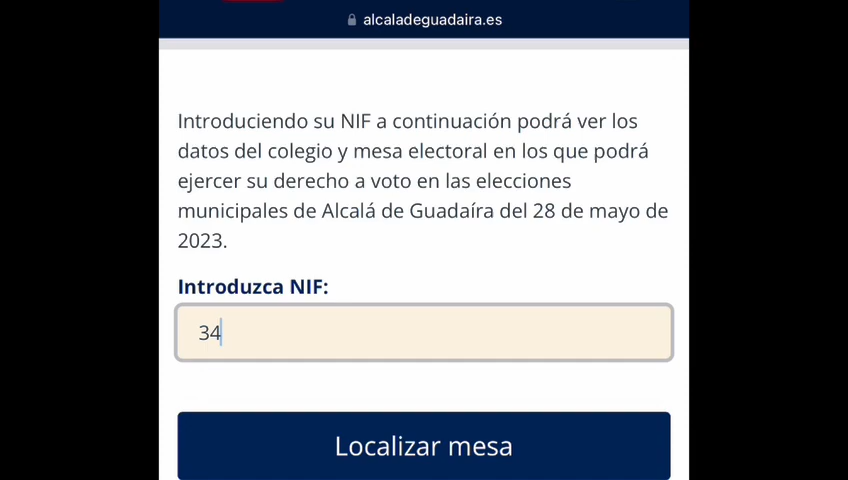 alcaladeguadaira.es
Introduciendo su NIF a continuación podrá ver los
datos del colegio y mesa electoral en los que podrá
ejercer su derecho a voto en las elecciones
municipales de Alcalá de Guadaíra del 28 de mayo de
2023.
Introduzca NIF:
34
Localizar mesa